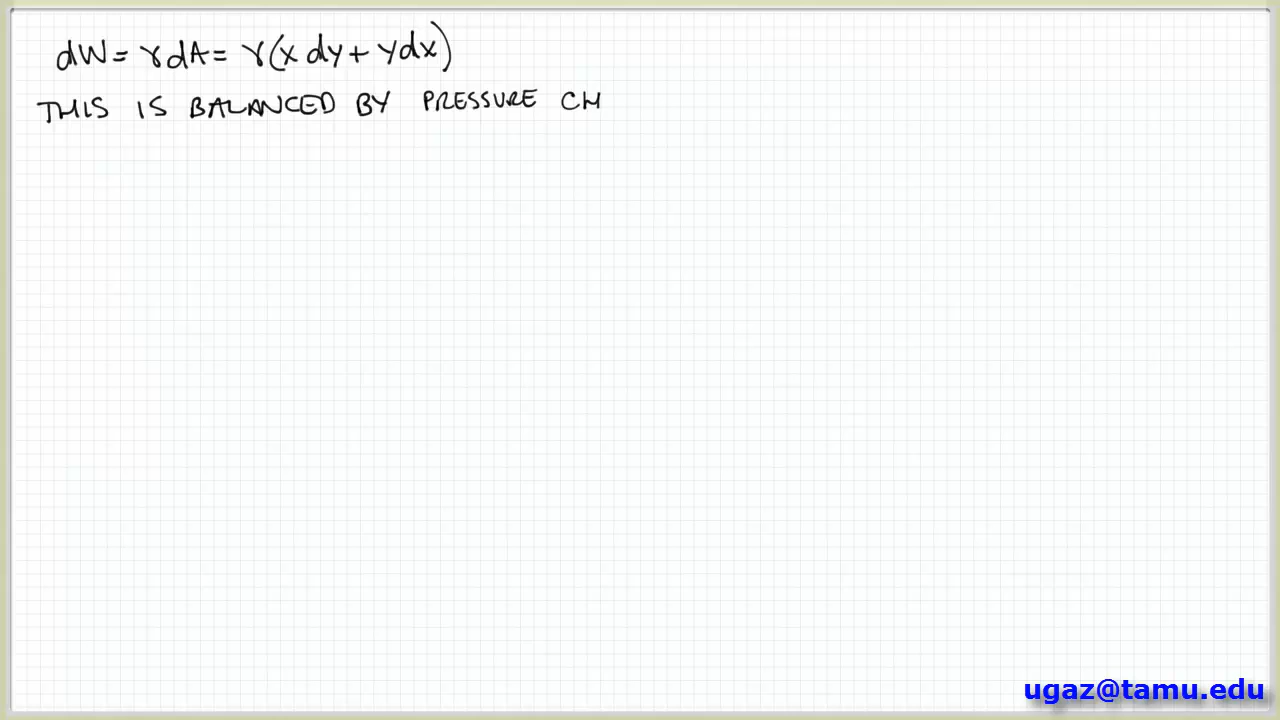 dW = γdA = γ(x dy + y dx)
THIS IS BALANCED BY PRESSURE CH
ugaz@tamu.edu